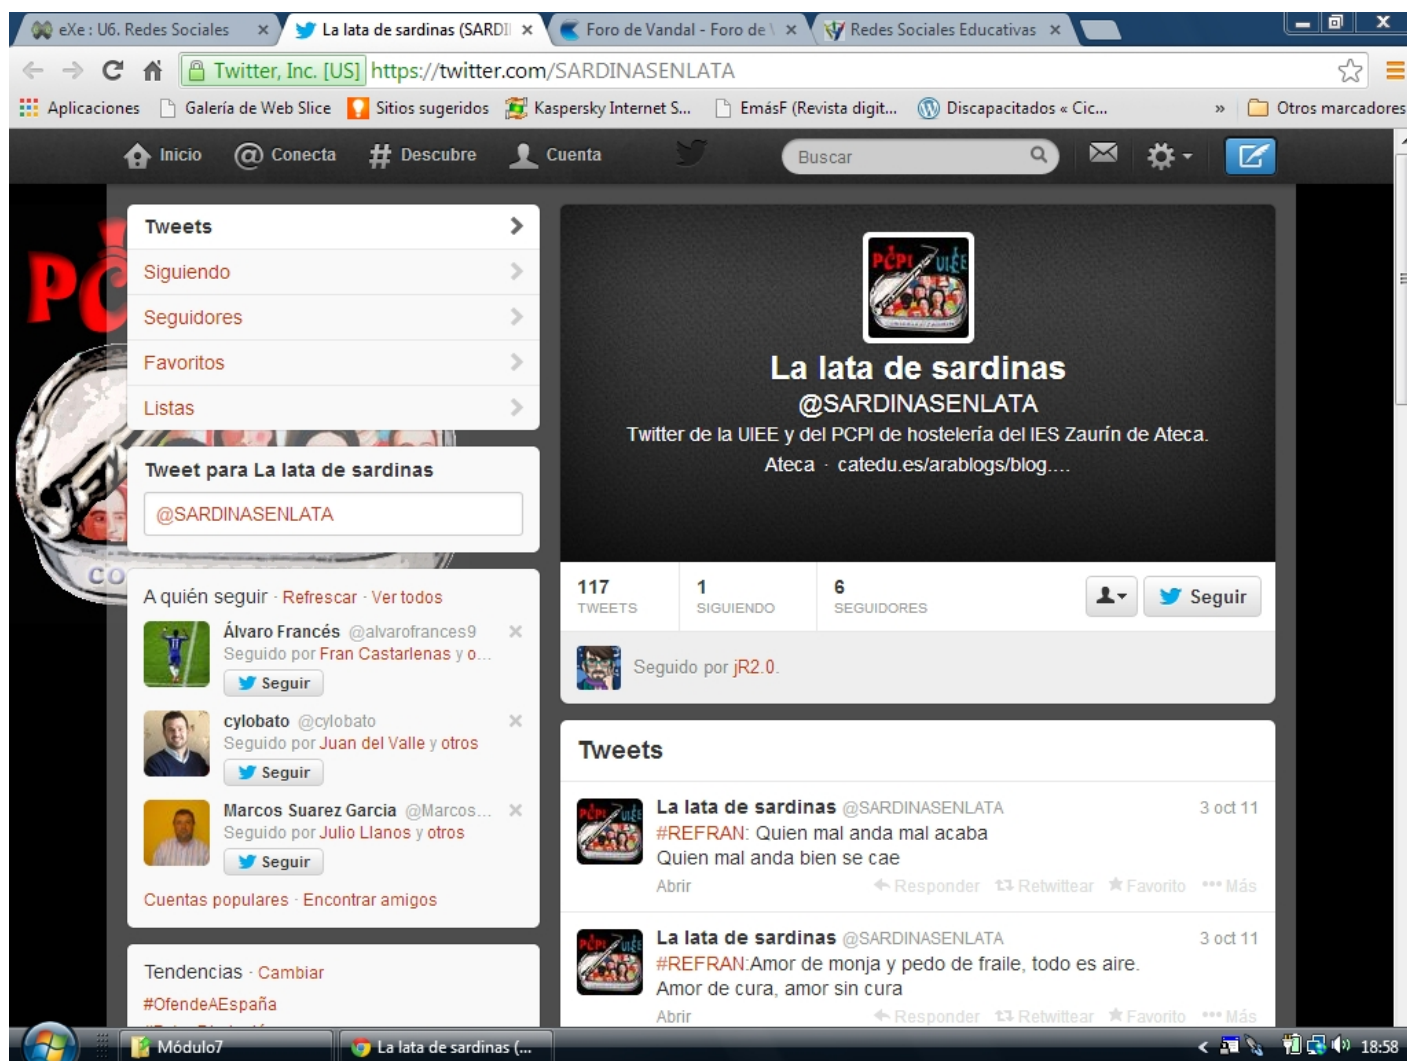 eXe : U6. Redes Sociales
La lata de sardinas (SARDI
Foro de Vandal - Foro de
Redes Sociales Educativas
Twitter, Inc. [US] https://twitter.com/SARDINASENLATA
Aplicaciones Galería de Web Slice Sitios sugeridos Kaspersky Internet S... EmásF (Revista digit... Discapacitados « Cic... » Otros marcadores
Inicio Conecta Descubre Cuenta Buscar
Tweets
Siguiendo
Seguidores
Favoritos
Listas
Tweet para La lata de sardinas
@SARDINASENLATA
A quién seguir · Refrescar · Ver todos
Álvaro Francés @alvarofrances9
Seguido por Fran Castarlenas y o...
Seguir
cylobato @cylobato
Seguido por Juan del Valle y otros
Seguir
Marcos Suarez Garcia @Marcos...
Seguido por Julio Llanos y otros
Seguir
Cuentas populares · Encontrar amigos
Tendencias · Cambiar
#OfendeAEspaña
PCPI UIEE
La lata de sardinas
@SARDINASENLATA
Twitter de la UIEE y del PCPI de hostelería del IES Zaurín de Ateca.
Ateca · catedu.es/arablogs/blog....
117 TWEETS
1 SIGUIENDO
6 SEGUIDORES
Seguir
Seguido por jR2.0.
Tweets
La lata de sardinas @SARDINASENLATA 3 oct 11
#REFRAN: Quien mal anda mal acaba
Quien mal anda bien se cae
Abrir Responder Retwittear Favorito Más
La lata de sardinas @SARDINASENLATA 3 oct 11
#REFRAN:Amor de monja y pedo de fraile, todo es aire.
Amor de cura, amor sin cura
Abrir Responder Retwittear Favorito Más
Módulo7 La lata de sardinas (... 18:58